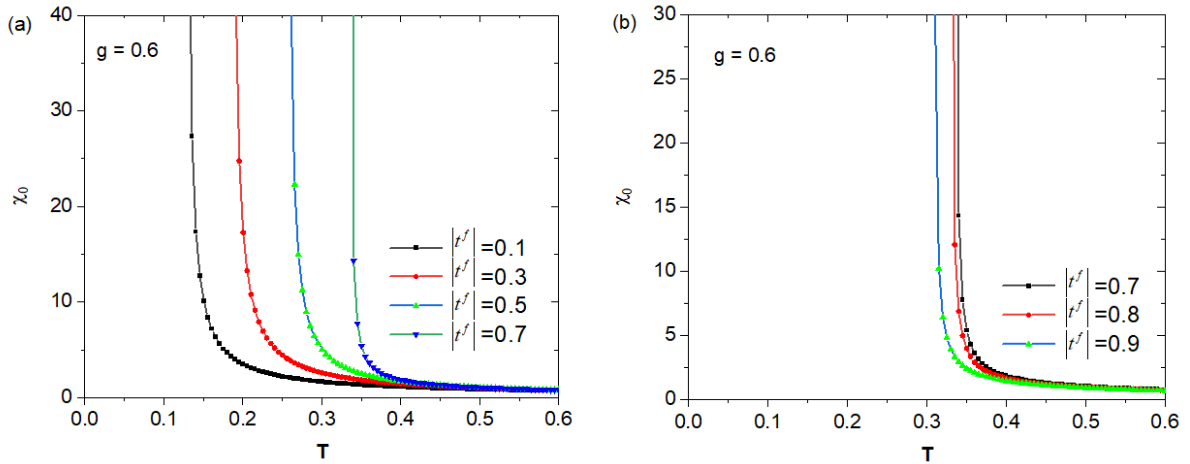 (a)
g = 0.6
χ₀
40
30
20
10
0
0.0 0.1 0.2 0.3 0.4 0.5 0.6
T
|t^f| =0.1
|t^f| =0.3
|t^f| =0.5
|t^f| =0.7
(b)
g = 0.6
χ₀
30
25
20
15
10
5
0
0.0 0.1 0.2 0.3 0.4 0.5 0.6
T
|t^f| =0.7
|t^f| =0.8
|t^f| =0.9